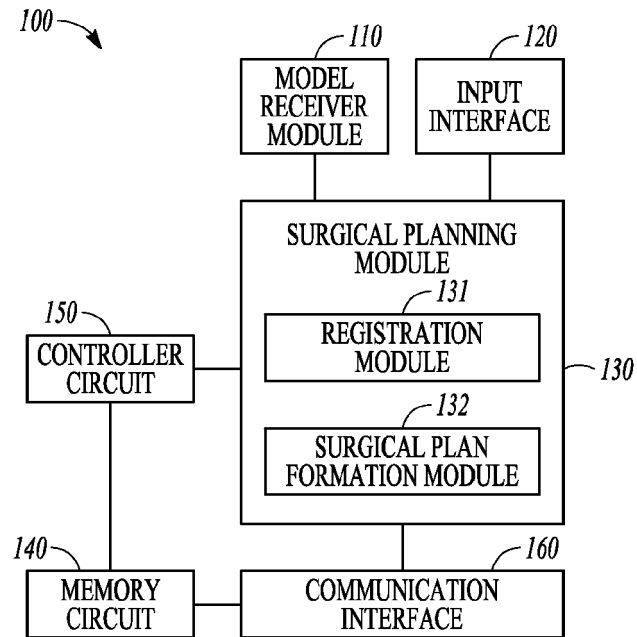 100
110
120
MODEL
RECEIVER
MODULE
INPUT
INTERFACE
SURGICAL PLANNING
MODULE
131
REGISTRATION
MODULE
150
CONTROLLER
CIRCUIT
130
132
SURGICAL PLAN
FORMATION MODULE
140
160
MEMORY
CIRCUIT
COMMUNICATION
INTERFACE